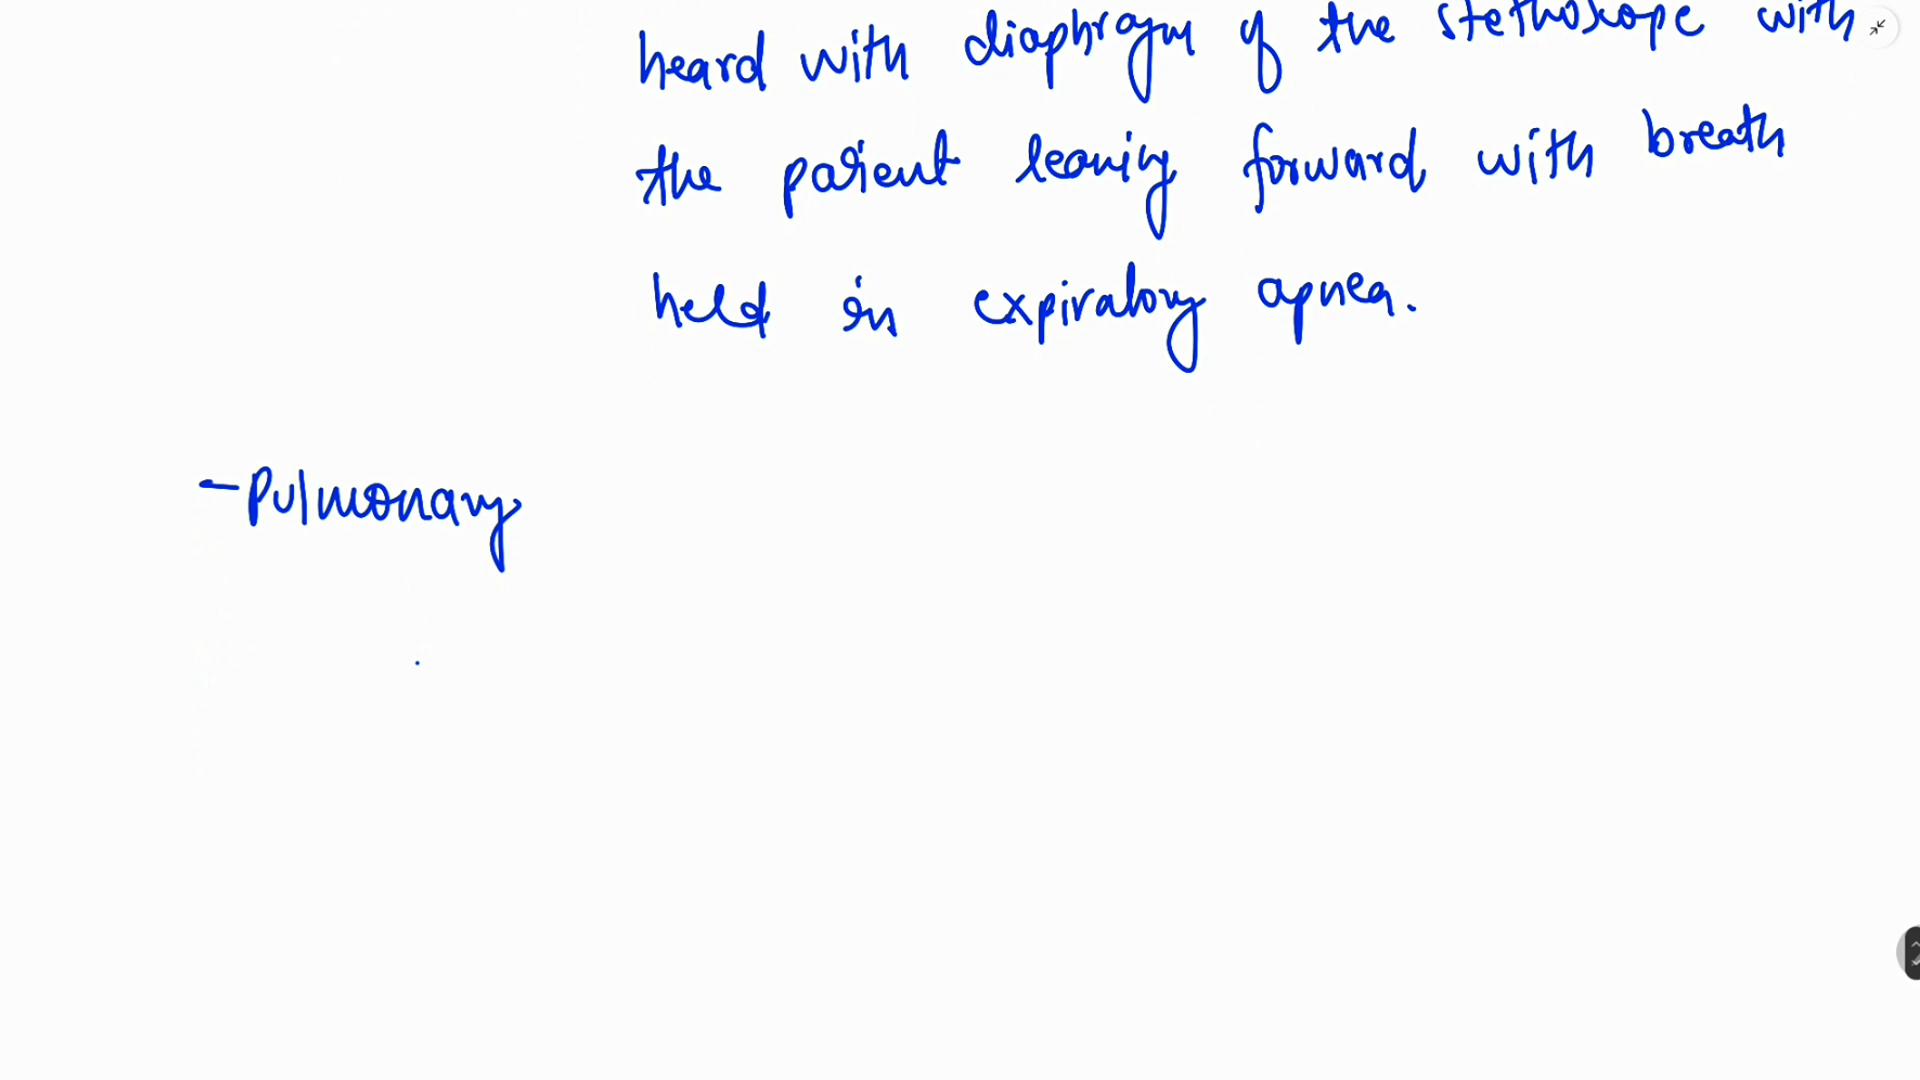 heard with diaphragm of the stethoscope with
the patient leaning forward with breath
held in expiratory apnea.
- Pulmonary